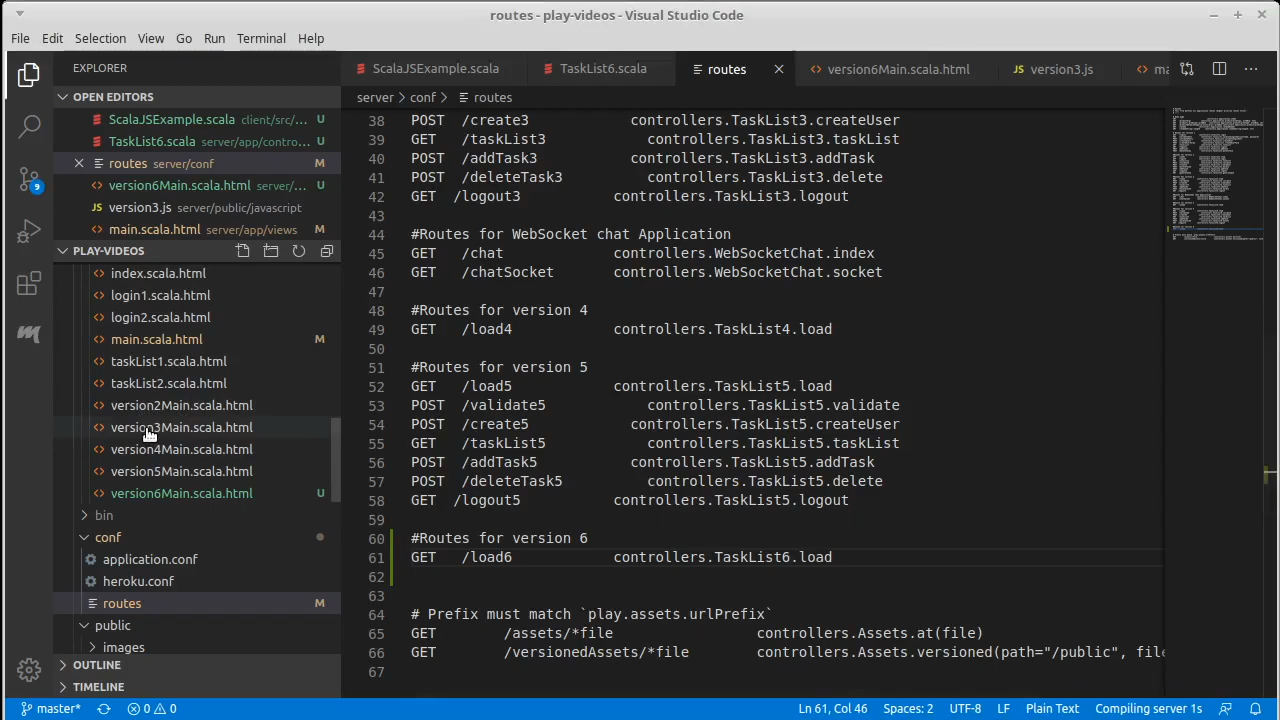 routes - play-videos - Visual Studio Code
File Edit Selection View Go Run Terminal Help
EXPLORER
OPEN EDITORS
ScalaJSExample.scala client/src/... U
TaskList6.scala server/app/contro... U
routes server/conf M
version6Main.scala.html server/... U
version3.js server/public/javascript
main.scala.html server/app/views M
PLAY-VIDEOS
index.scala.html
login1.scala.html
login2.scala.html
main.scala.html M
taskList1.scala.html
taskList2.scala.html
version2Main.scala.html
version3Main.scala.html
version4Main.scala.html
version5Main.scala.html
version6Main.scala.html U
bin
conf
application.conf
heroku.conf
routes M
public
images
OUTLINE
TIMELINE
9
ScalaJSExample.scala TaskList6.scala routes version6Main.scala.html JS version3.js ma
server > conf > routes
38 POST /create3 controllers.TaskList3.createUser
39 GET /taskList3 controllers.TaskList3.taskList
40 POST /addTask3 controllers.TaskList3.addTask
41 POST /deleteTask3 controllers.TaskList3.delete
42 GET /logout3 controllers.TaskList3.logout
43
44 #Routes for WebSocket chat Application
45 GET /chat controllers.WebSocketChat.index
46 GET /chatSocket controllers.WebSocketChat.socket
47
48 #Routes for version 4
49 GET /load4 controllers.TaskList4.load
50
51 #Routes for version 5
52 GET /load5 controllers.TaskList5.load
53 POST /validate5 controllers.TaskList5.validate
54 POST /create5 controllers.TaskList5.createUser
55 GET /taskList5 controllers.TaskList5.taskList
56 POST /addTask5 controllers.TaskList5.addTask
57 POST /deleteTask5 controllers.TaskList5.delete
58 GET /logout5 controllers.TaskList5.logout
59
60 #Routes for version 6
61 GET /load6 controllers.TaskList6.load
62
63
64 # Prefix must match `play.assets.urlPrefix`
65 GET /assets/*file controllers.Assets.at(file)
66 GET /versionedAssets/*file controllers.Assets.versioned(path="/public", file
67
master* 0 0 Ln 61, Col 46 Spaces: 2 UTF-8 LF Plain Text Compiling server 1s